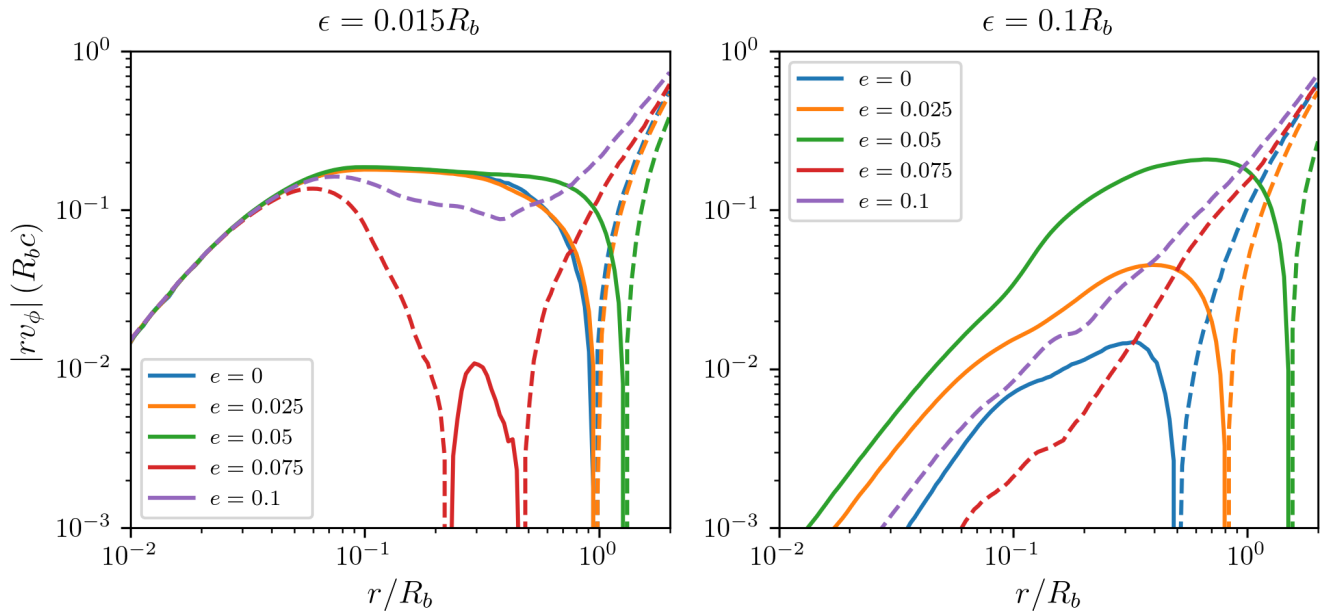 ϵ = 0.015R_b
ϵ = 0.1R_b
|rv_ϕ| (R_b c)
10^0
10^{-1}
10^{-2}
10^{-3}
e = 0
e = 0.025
e = 0.05
e = 0.075
e = 0.1
10^{-2}
10^{-1}
10^0
r/R_b
10^0
10^{-1}
10^{-2}
10^{-3}
e = 0
e = 0.025
e = 0.05
e = 0.075
e = 0.1
10^{-2}
10^{-1}
10^0
r/R_b